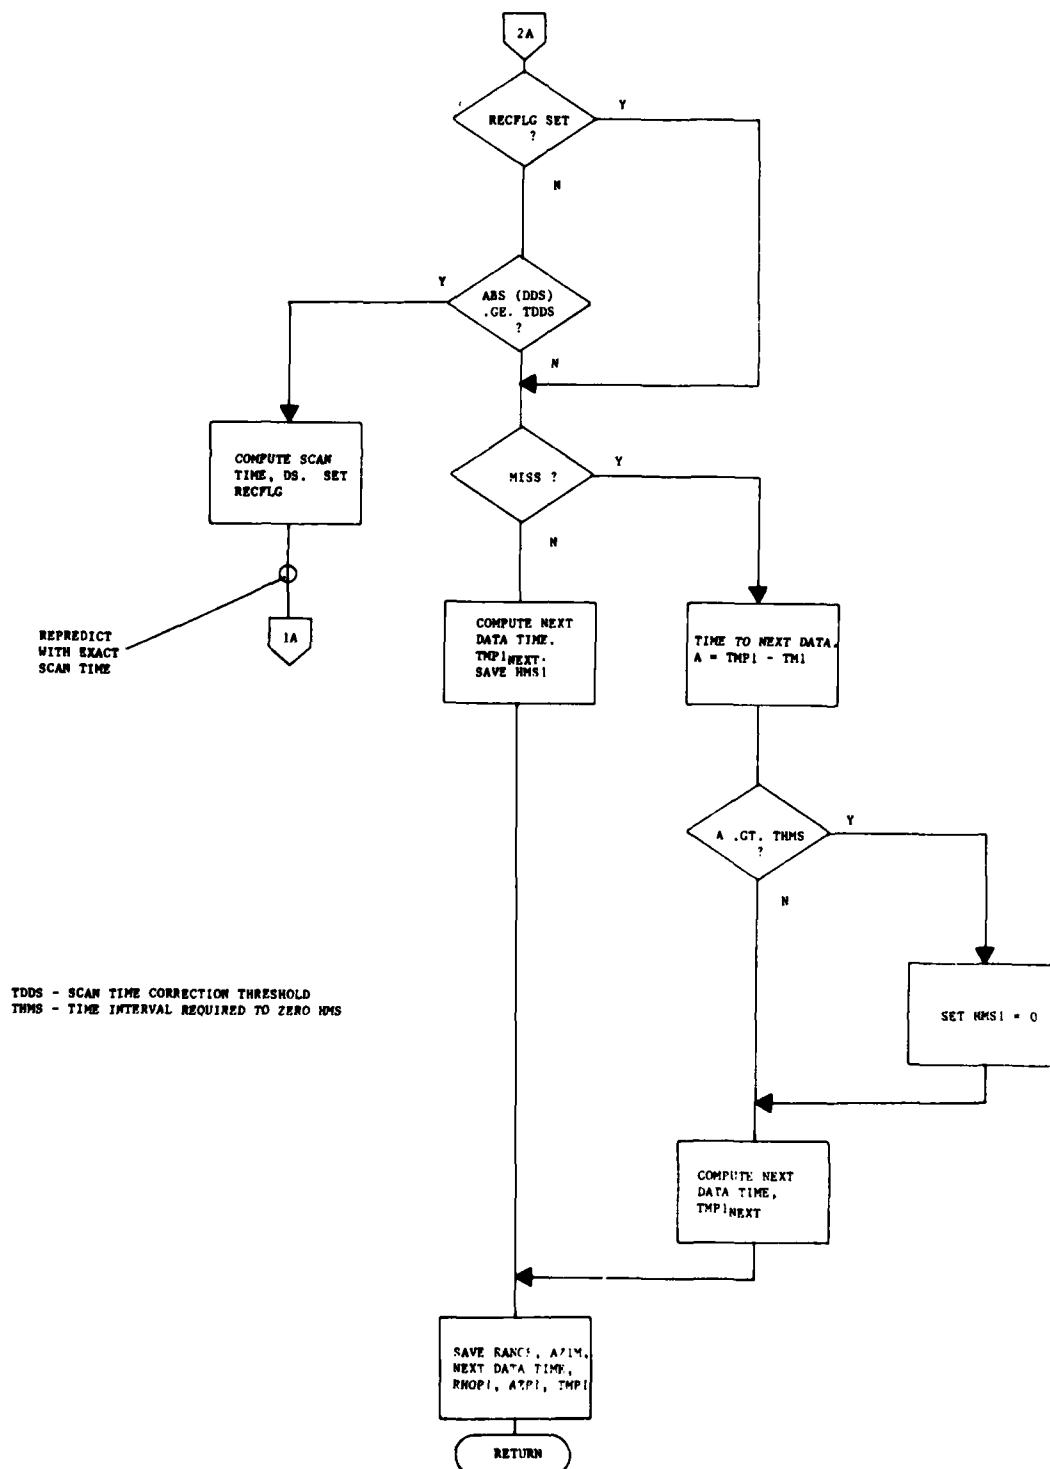 2A
RECFLG SET
?
Y
N
ABS (DDS)
.GE. TDDS
?
Y
N
COMPUTE SCAN
TIME, DS. SET
RECFLG
REPREDICT
WITH EXACT
SCAN TIME
1A
MISS ?
Y
N
COMPUTE NEXT
DATA TIME.
TMP1NEXT.
SAVE HMS1
TIME TO NEXT DATA.
A = TMP1 - TM1
A .GT. THMS
?
Y
N
TDDS - SCAN TIME CORRECTION THRESHOLD
THMS - TIME INTERVAL REQUIRED TO ZERO HMS
SET HMS1 = 0
COMPUTE NEXT
DATA TIME,
TMP1NEXT
SAVE RANGE, AZIM,
NEXT DATA TIME,
RHOP1, AZP1, TMP1
RETURN